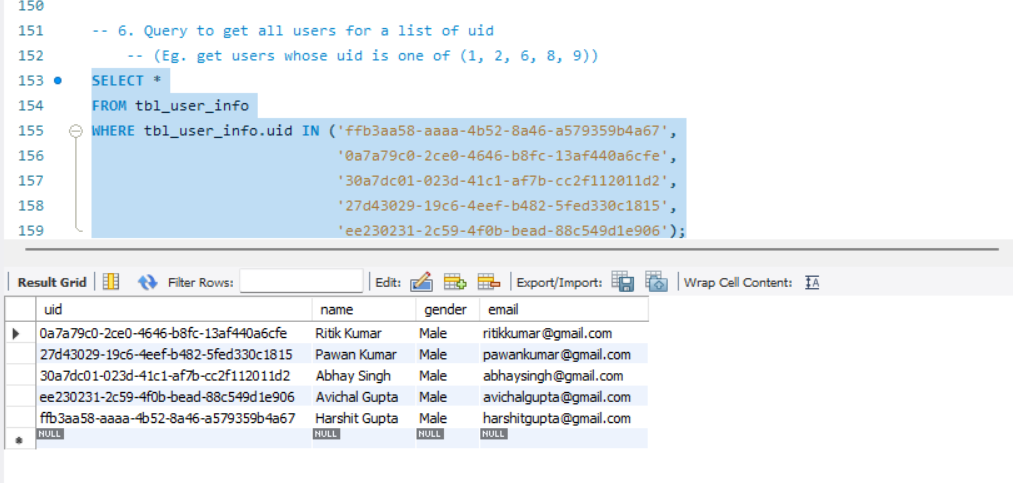 150
151 -- 6. Query to get all users for a list of uid
152 -- (Eg. get users whose uid is one of (1, 2, 6, 8, 9))
153 SELECT *
154 FROM tbl_user_info
155 WHERE tbl_user_info.uid IN ('ffb3aa58-aaaa-4b52-8a46-a579359b4a67',
156 '0a7a79c0-2ce0-4646-b8fc-13af440a6cfe',
157 '30a7dc01-023d-41c1-af7b-cc2f112011d2',
158 '27d43029-19c6-4eef-b482-5fed330c1815',
159 'ee230231-2c59-4f0b-bead-88c549d1e906');
Result Grid Filter Rows: Edit: Export/Import: Wrap Cell Content: IA
uid name gender email
0a7a79c0-2ce0-4646-b8fc-13af440a6cfe Ritik Kumar Male ritikkumar@gmail.com
27d43029-19c6-4eef-b482-5fed330c1815 Pawan Kumar Male pawankumar@gmail.com
30a7dc01-023d-41c1-af7b-cc2f112011d2 Abhay Singh Male abhaysingh@gmail.com
ee230231-2c59-4f0b-bead-88c549d1e906 Avichal Gupta Male avichalgupta@gmail.com
ffb3aa58-aaaa-4b52-8a46-a579359b4a67 Harshit Gupta Male harshitgupta@gmail.com
NULL NULL NULL NULL